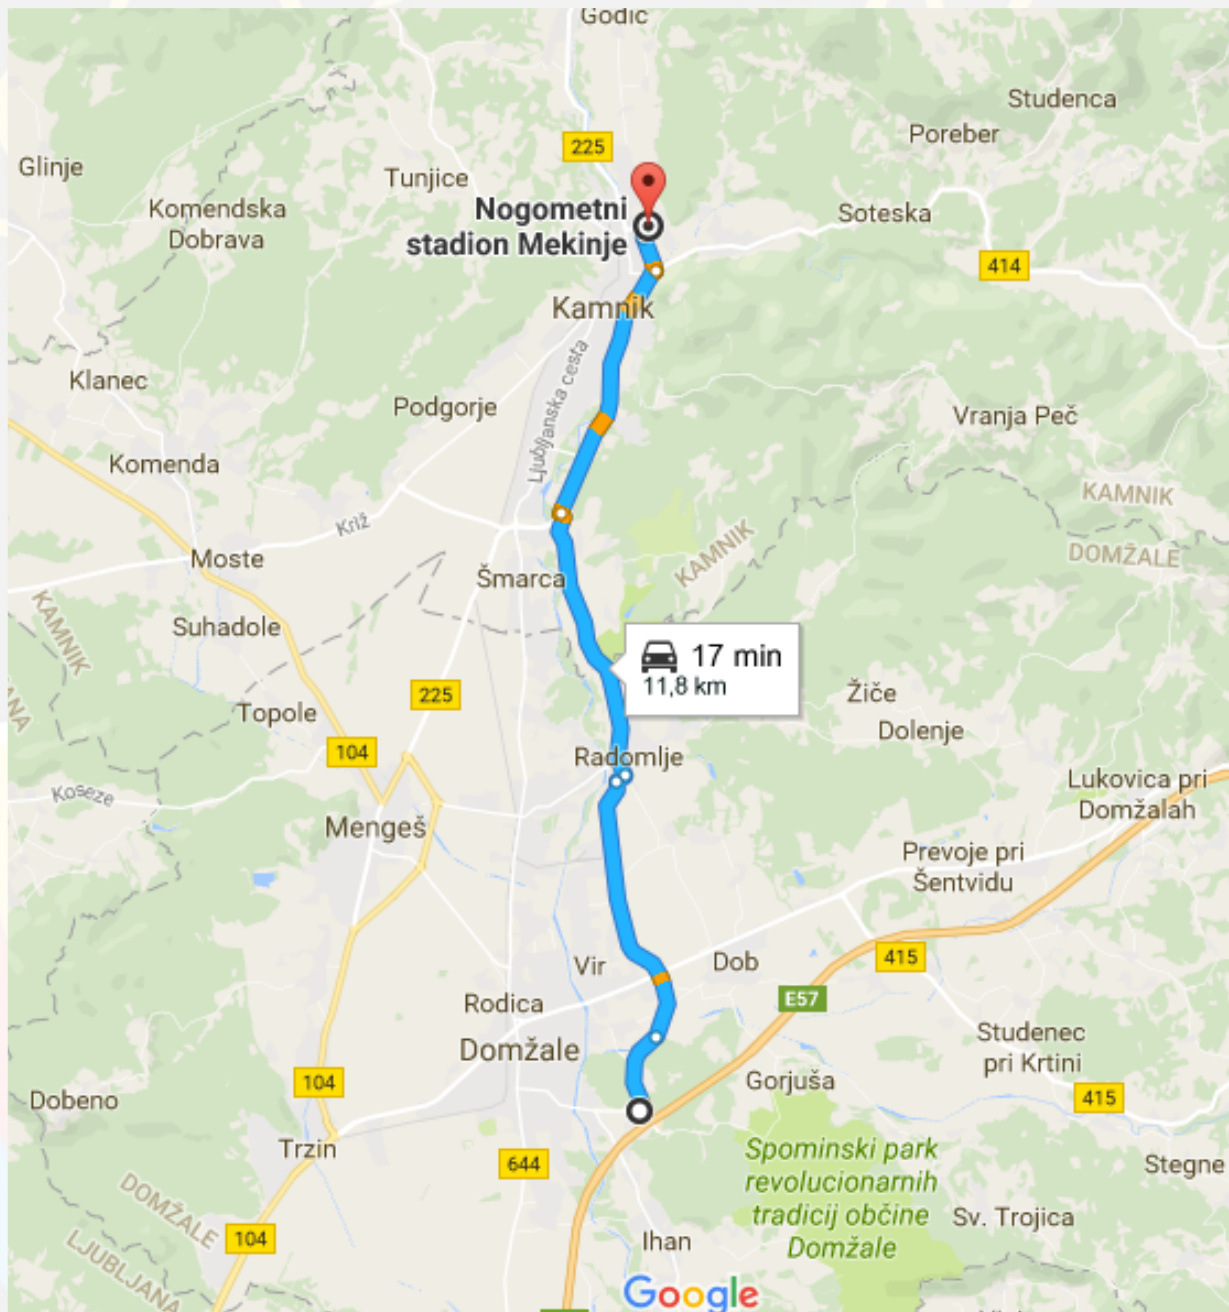 Godič
Studenca
Poreber
225
Glinje
Tunjice
Komendska
Dobrava
Nogometni
stadion Mekinje
Soteska
414
Kamnik
Klanec
Ljubljanska cesta
Podgorje
Vranja Peč
Komenda
KAMNIK
Križ
Moste
KAMNIK
DOMŽALE
Šmarca
KAMNIK
Suhadole
17 min
11,8 km
225
Žiče
Topole
Dolenje
104
Radomlje
Koseze
Lukovica pri
Domžalah
Mengeš
Prevoje pri
Šentvidu
Vir
Dob
415
E57
Rodica
Studenec
pri Krtini
Domžale
104
Gorjuša
Dobeno
415
Trzin
644
Spominski park
revolucionarnih
tradicij občine
Domžale
Stegne
DOMŽALE
Sv. Trojica
104
Ihan
LJUBLJANA
Google